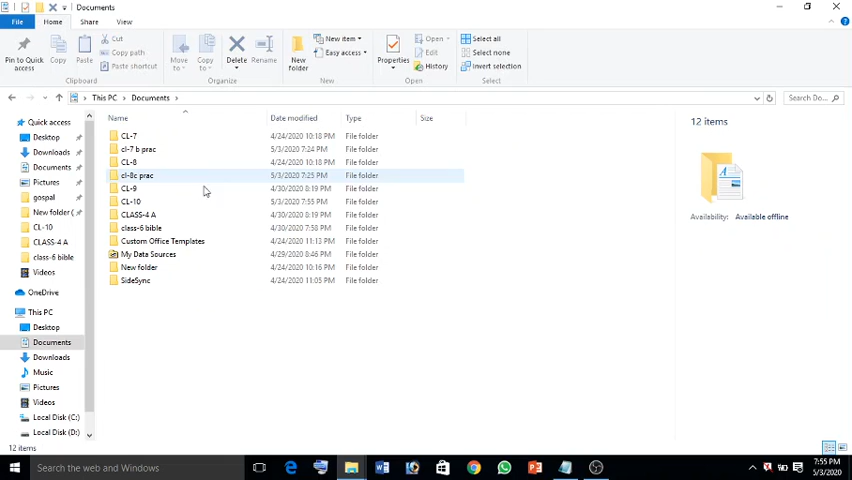 Documents
File
Home
Share
View
Pin to Quick access
Copy
Paste
Cut
Copy path
Paste shortcut
Clipboard
Move to
Copy to
Delete
Rename
Organize
New folder
New item
Easy access
New
Properties
Open
Edit
History
Open
Select all
Select none
Invert selection
Select
This PC
Documents
Search Do...
Quick access
Desktop
Downloads
Documents
Pictures
gospal
New folder (
CL-10
CLASS-4 A
class-6 bible
Videos
OneDrive
This PC
Desktop
Documents
Downloads
Music
Pictures
Videos
Local Disk (C:)
Local Disk (D:)
Name Date modified Type Size
CL-7 4/24/2020 10:18 PM File folder
cl-7 b prac 5/3/2020 7:24 PM File folder
CL-8 4/24/2020 10:18 PM File folder
cl-8c prac 5/3/2020 7:25 PM File folder
CL-9 4/30/2020 8:19 PM File folder
CL-10 5/3/2020 7:55 PM File folder
CLASS-4 A 4/30/2020 8:19 PM File folder
class-6 bible 4/30/2020 7:38 PM File folder
Custom Office Templates 4/24/2020 11:13 PM File folder
My Data Sources 4/29/2020 8:46 PM File folder
New folder 4/24/2020 10:16 PM File folder
SideSync 4/24/2020 11:05 PM File folder
12 items
Availability: Available offline
12 items
Search the web and Windows
7:55 PM
5/3/2020